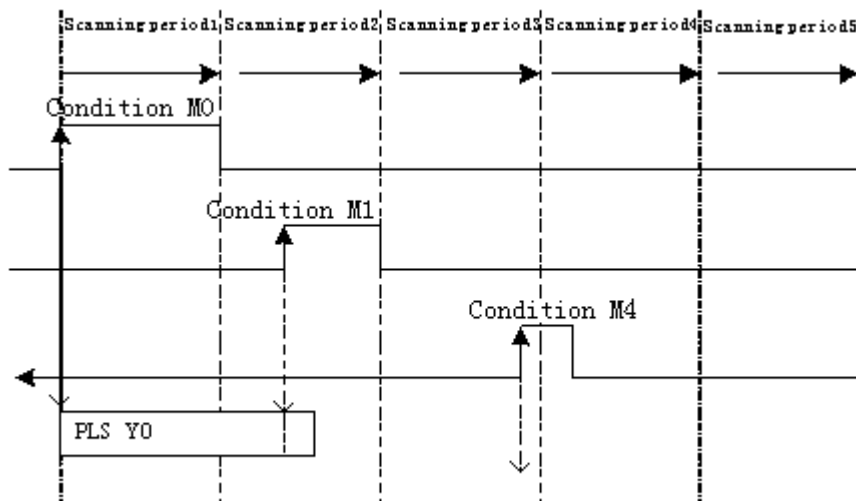 Scanning period1 Scanning period2 Scanning period3 Scanning period4 Scanning period5
Condition M0
Condition M1
Condition M4
PLS Y0